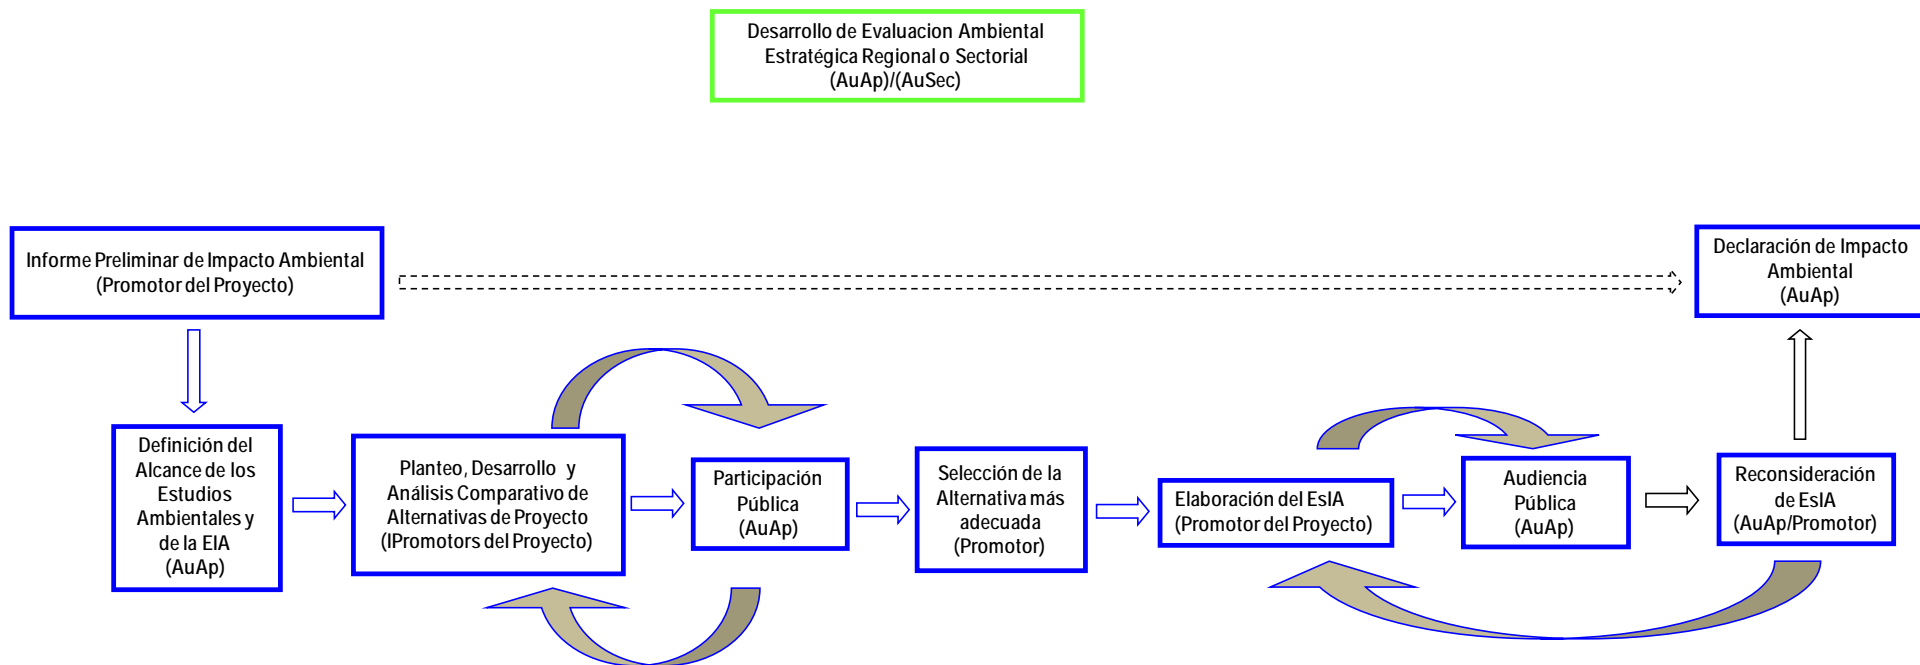 Desarrollo de Evaluacion Ambiental
Estratégica Regional o Sectorial
(AuAp)/(AuSec)
Informe Preliminar de Impacto Ambiental
(Promotor del Proyecto)
Declaración de Impacto
Ambiental
(AuAp)
Definición del
Alcance de los
Estudios
Ambientales y
de la EIA
(AuAp)
Planteo, Desarrollo y
Análisis Comparativo de
Alternativas de Proyecto
(IPromotors del Proyecto)
Participación
Pública
(AuAp)
Selección de la
Alternativa más
adecuada
(Promotor)
Elaboración del EsIA
(Promotor del Proyecto)
Audiencia
Pública
(AuAp)
Reconsideración
de EsIA
(AuAp/Promotor)